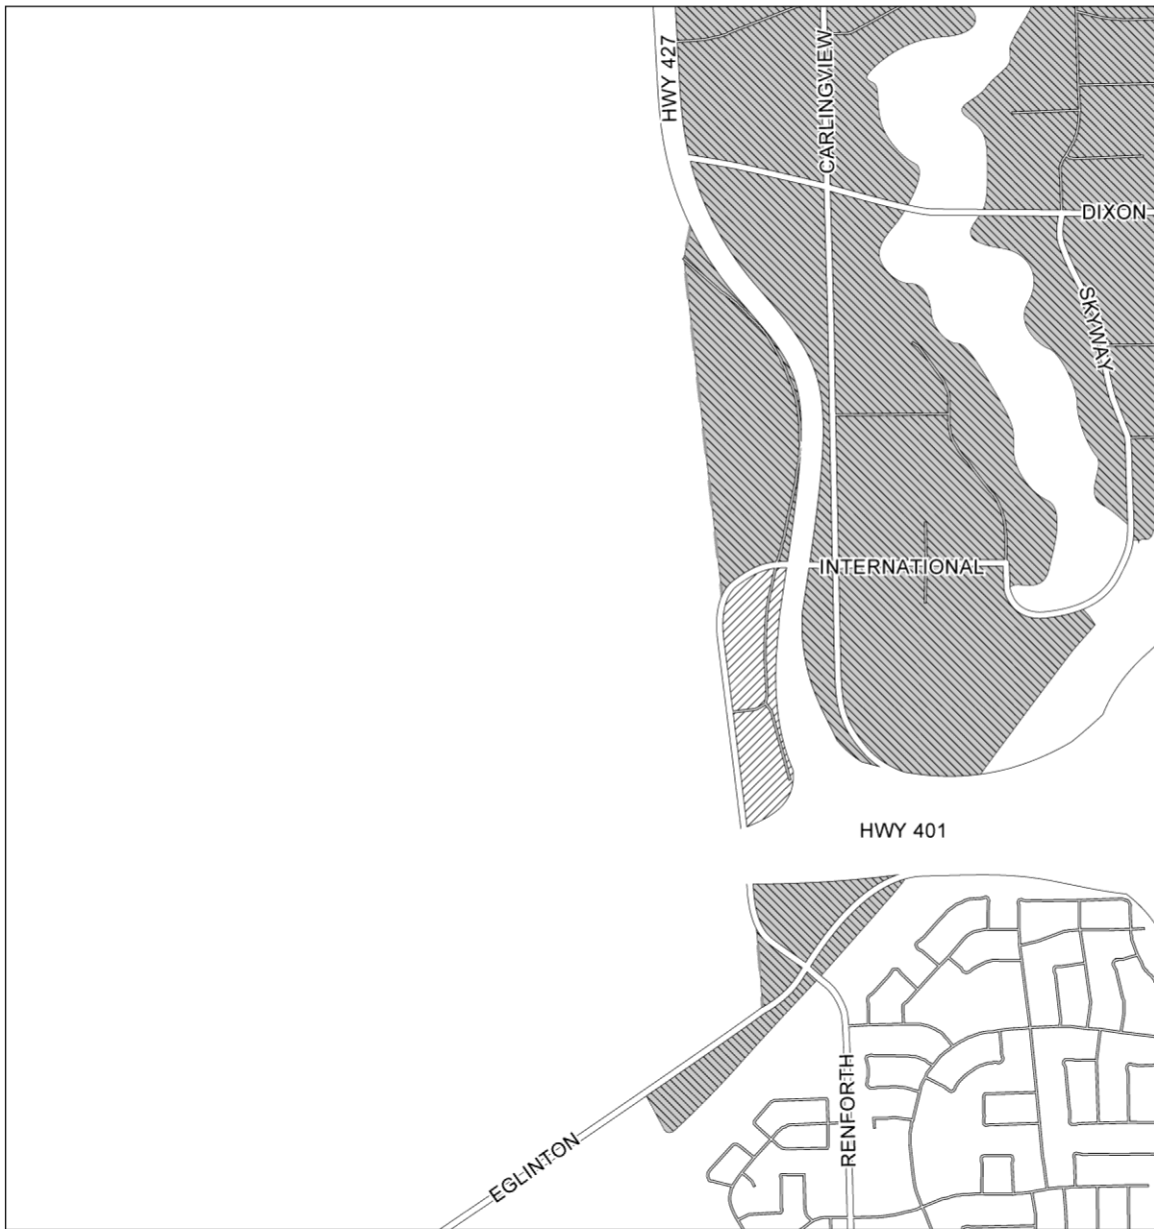 HWY 427
CARLINGVIEW
DIXON
SKYWAY
INTERNATIONAL
HWY 401
RENFORTH
EGLINTON